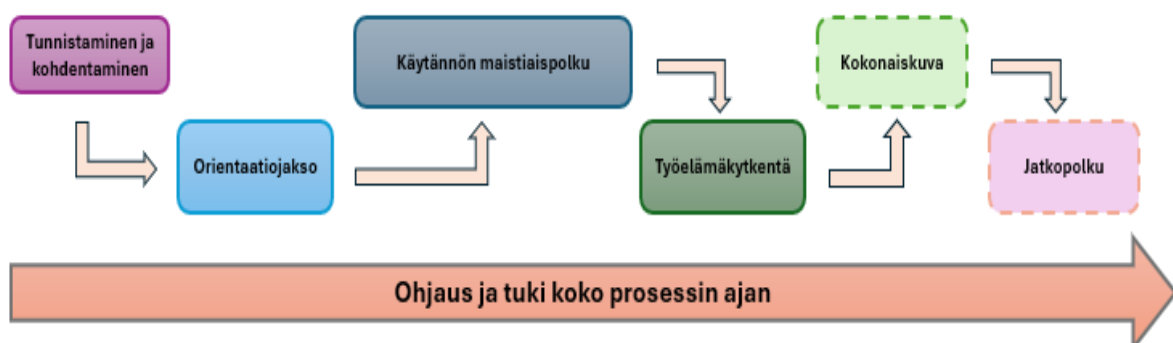 Tunnistaminen ja
kohdentaminen
Orientaatiojakso
Käytännön maistiaispolku
Työelämäkytkentä
Kokonaiskuva
Jatkopolku
Ohjaus ja tuki koko prosessin ajan